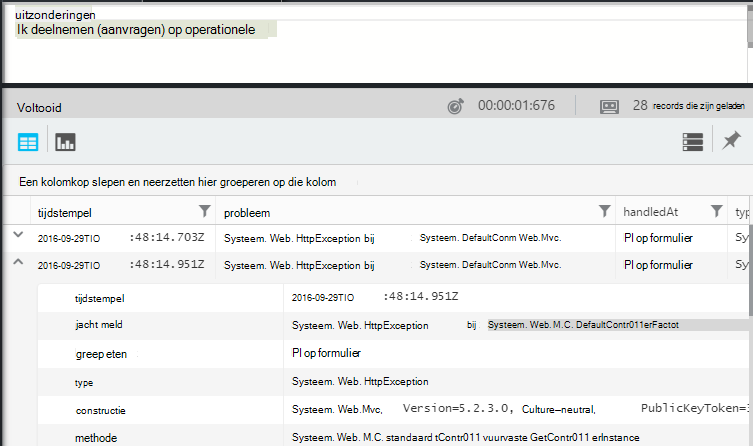 uitzonderingen
Ik deelnemen (aanvragen) op operationele
Voltooid 00:00:01:676 28 records die zijn geladen
Een kolomkop slepen en neerzetten hier groeperen op die kolom
tijdstempel probleem handledAt typ
2016-09-29TIO :48:14.703Z Systeem. Web. HttpException bij Systeem. DefaultConm Web.Mvc. Pl op formulier Sy
2016-09-29TIO :48:14.951Z Systeem. Web. HttpException bij Systeem. DefaultConm Web.Mvc. Pl op formulier Sy
tijdstempel 2016-09-29TIO :48:14.951Z
jacht meld Systeem. Web. HttpException bij Systeem. Web. M.C. DefaultContr011erFactot
greep eten Pl op formulier
type Systeem. Web. HttpException
constructie Systeem. Web.Mvc, Version=5.2.3.0, Culture—neutral, PublicKeyToken=3
methode Systeem. Web. M.C. standaard tContr011 vuurvaste GetContr011 erInstance